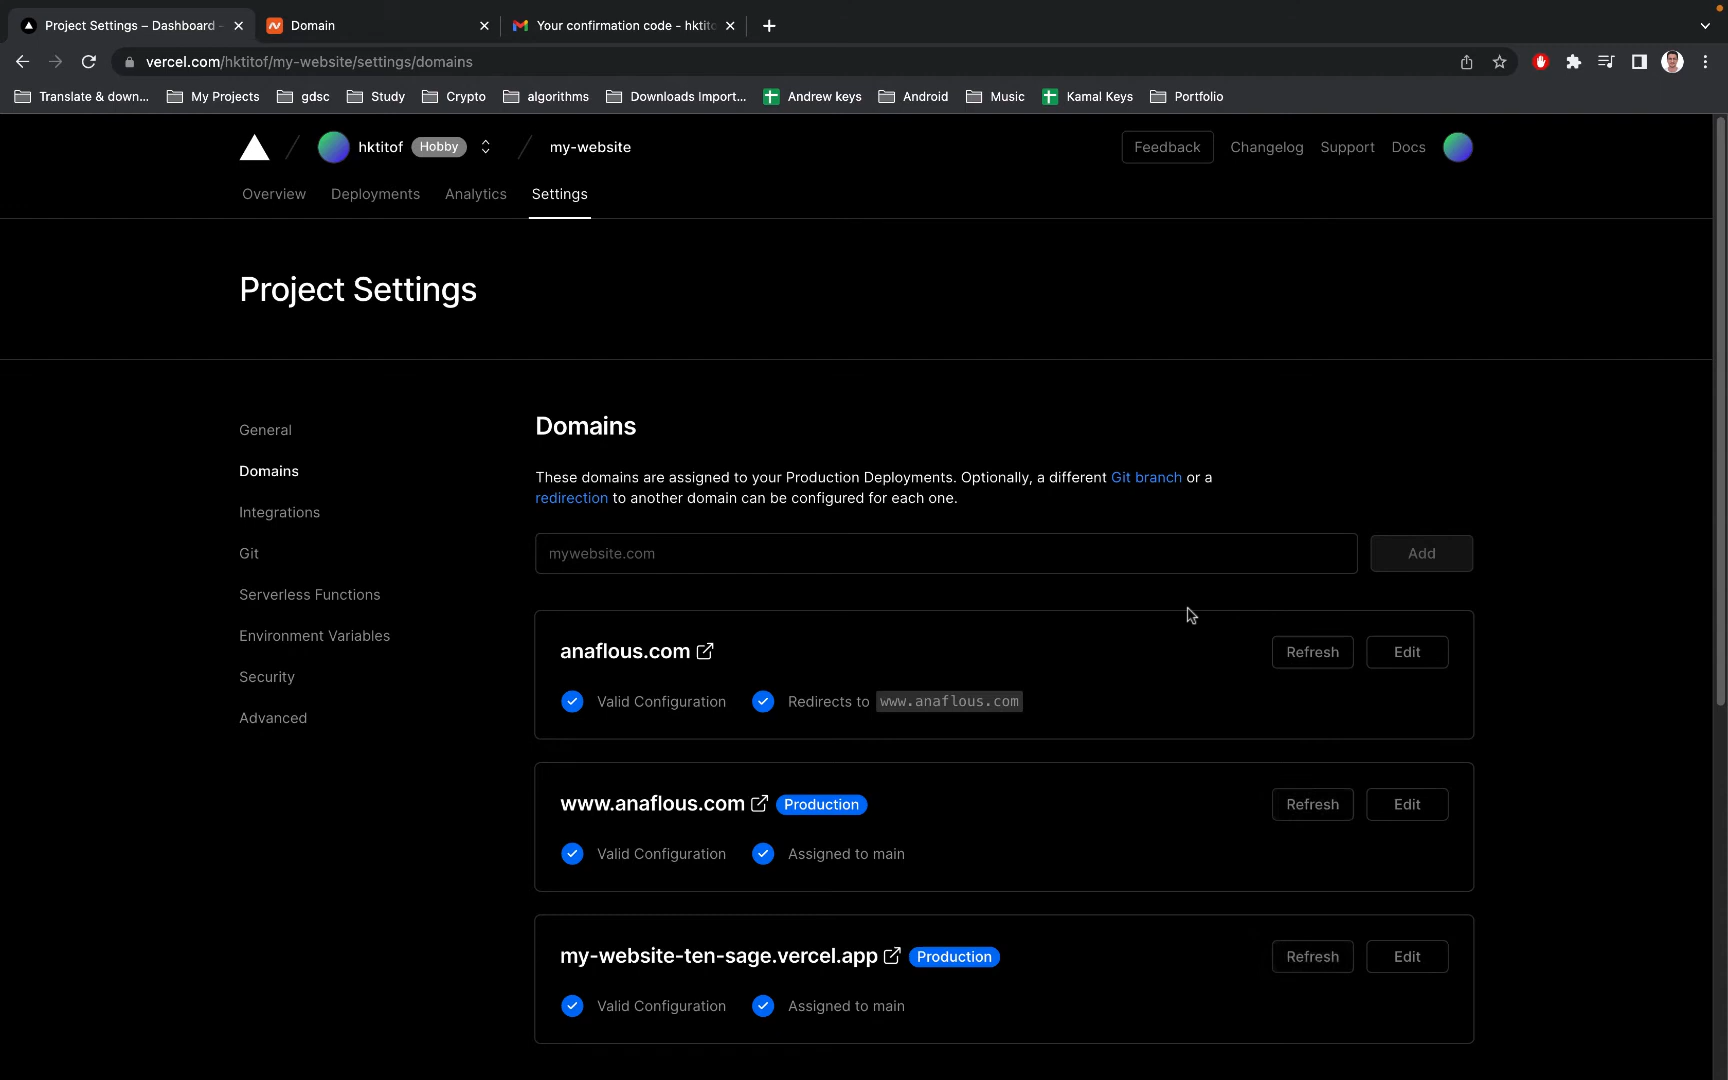 Project Settings – Dashboard -
Domain
Your confirmation code - hktito
vercel.com/hktitof/my-website/settings/domains
Translate & down...
My Projects
gdsc
Study
Crypto
algorithms
Downloads Import...
Andrew keys
Android
Music
Kamal Keys
Portfolio
hktitof Hobby
my-website
Feedback
Changelog
Support
Docs
Overview
Deployments
Analytics
Settings
Project Settings
General
Domains
Integrations
Git
Serverless Functions
Environment Variables
Security
Advanced
Domains
These domains are assigned to your Production Deployments. Optionally, a different Git branch or a
redirection to another domain can be configured for each one.
mywebsite.com
Add
anaflous.com
Refresh
Edit
Valid Configuration
Redirects to www.anaflous.com
www.anaflous.com Production
Refresh
Edit
Valid Configuration
Assigned to main
my-website-ten-sage.vercel.app Production
Refresh
Edit
Valid Configuration
Assigned to main